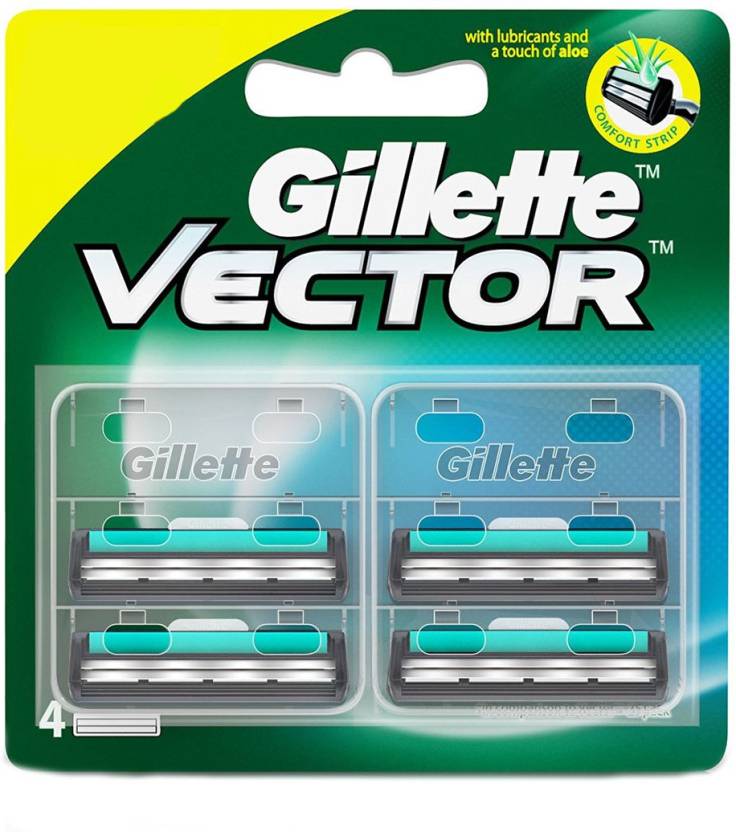 with lubricants and
a touch of aloe
COMFORT STRIP
Gillette™
VECTOR™
Gillette
Gillette
4